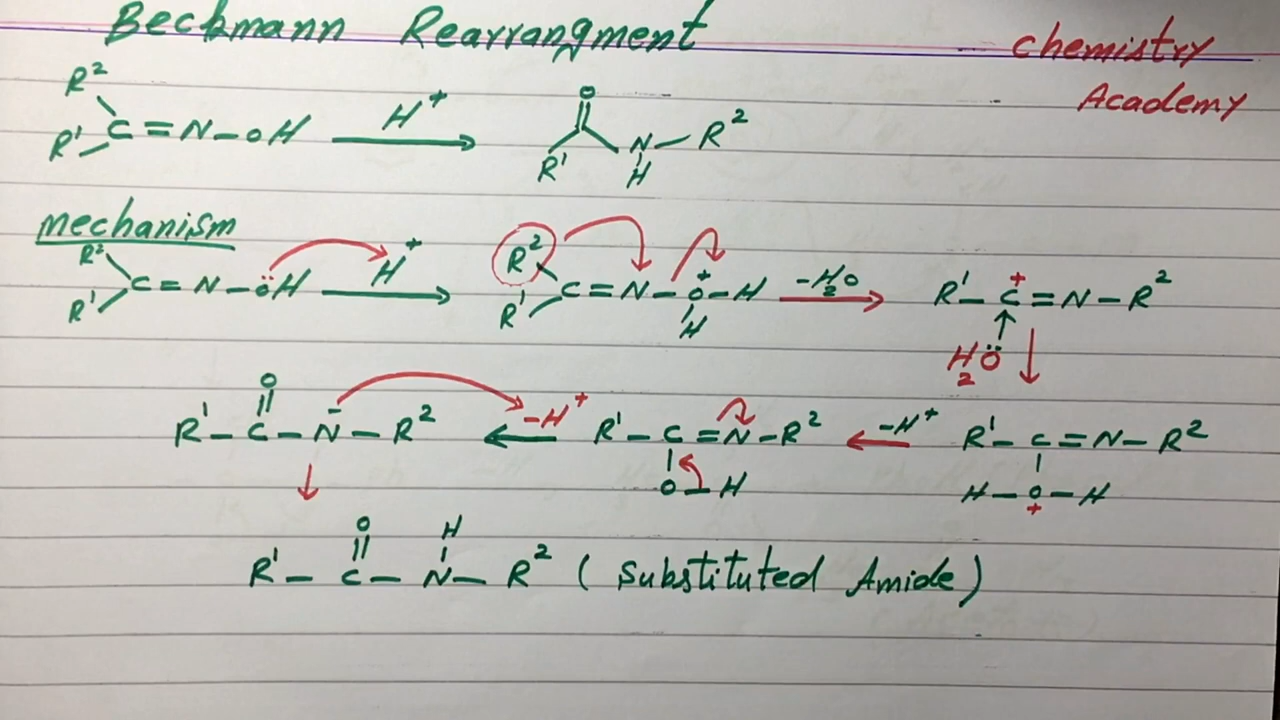 Beckmann Rearrangment
chemistry
Academy
R² R¹ C=N-OH H⁺ O R¹ N H R²
mechanism
R² R¹ C=N-ÖH H⁺ R² R¹ C=N-O⁺-H H -H₂O R¹-C⁺=N-R²
H₂Ö
R¹-C-N⁻-R² O -H⁺ R¹-C=N-R² O-H -H⁺ R¹-C=N-R² H-O⁺-H
R¹-C-N-R² O H (Substituted Amide)